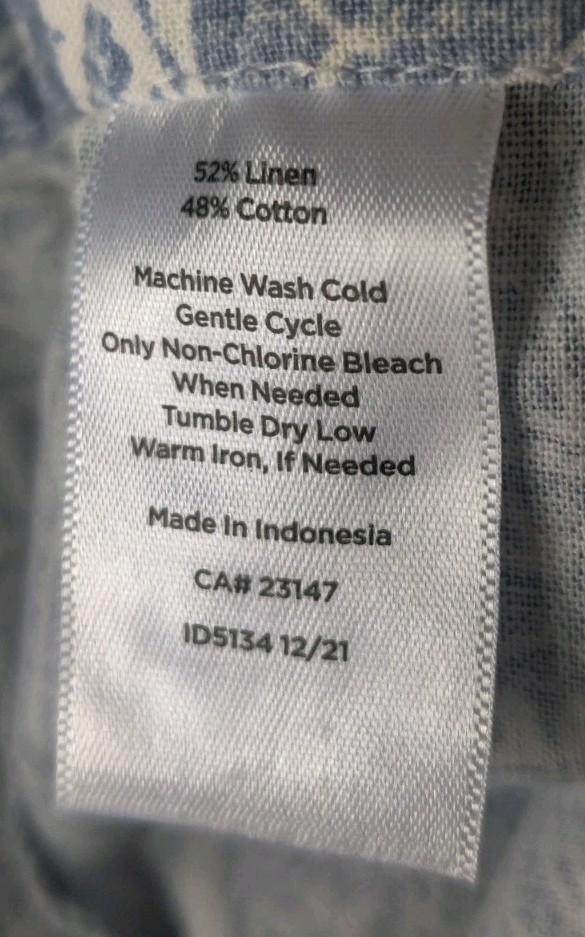 52% Linen
48% Cotton
Machine Wash Cold
Gentle Cycle
Only Non-Chlorine Bleach
When Needed
Tumble Dry Low
Warm Iron, If Needed
Made In Indonesia
CA# 23147
ID5134 12/21